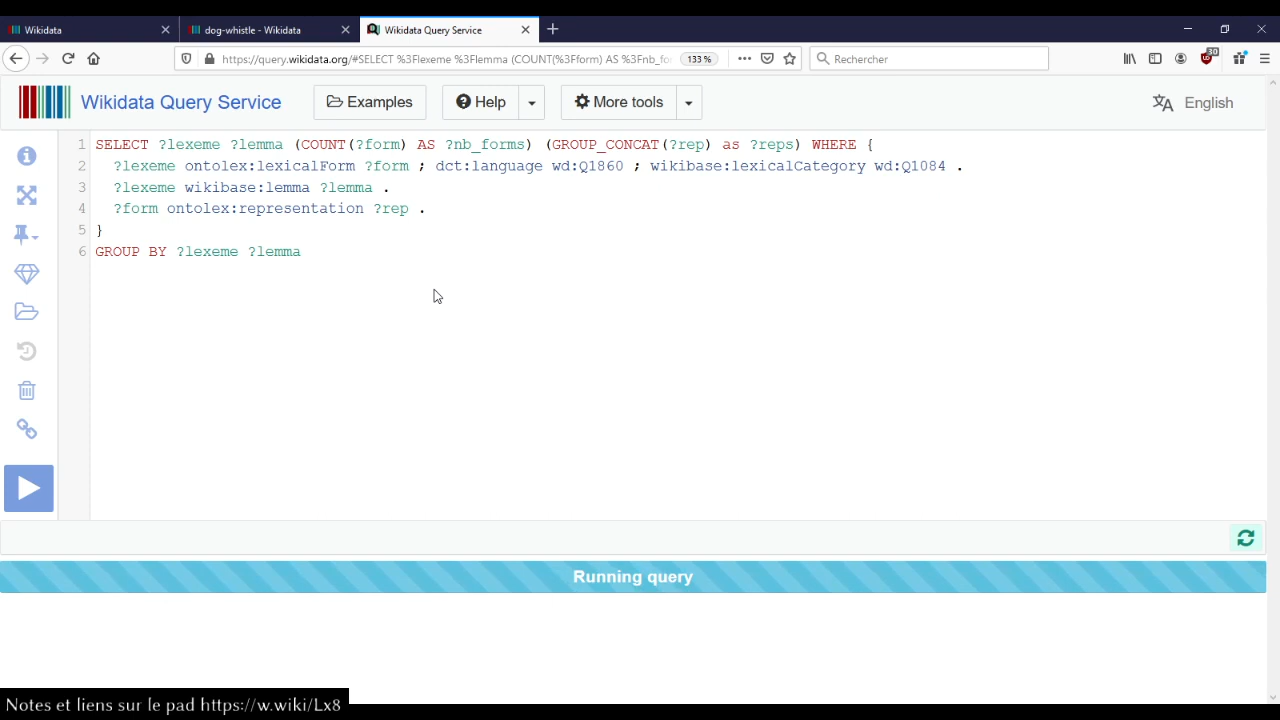 Wikidata
dog-whistle - Wikidata
Wikidata Query Service
https://query.wikidata.org/#SELECT %3Flexeme %3Flemma (COUNT(%3Fform) AS %3Fnb_fo
133 %
Rechercher
30
Wikidata Query Service
Examples
Help
More tools
English
1 SELECT ?lexeme ?lemma (COUNT(?form) AS ?nb_forms) (GROUP_CONCAT(?rep) as ?reps) WHERE {
2 ?lexeme ontolex:lexicalForm ?form ; dct:language wd:Q1860 ; wikibase:lexicalCategory wd:Q1084 .
3 ?lexeme wikibase:lemma ?lemma .
4 ?form ontolex:representation ?rep .
5 }
6 GROUP BY ?lexeme ?lemma
Running query
Notes et liens sur le pad https://w.wiki/Lx8